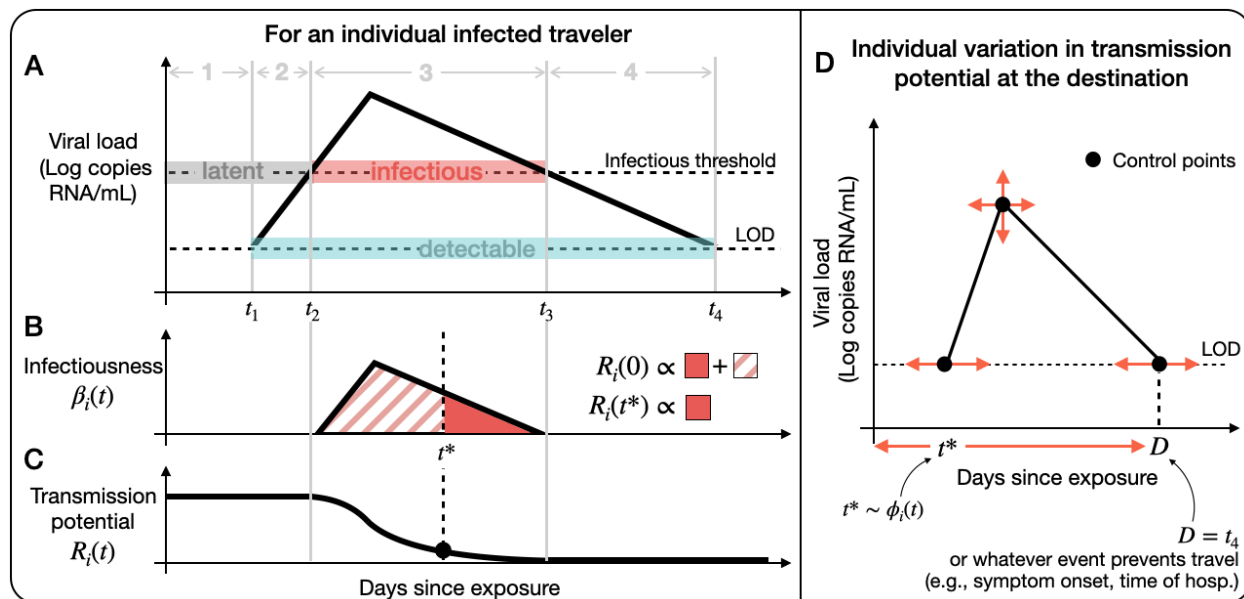 For an individual infected traveler
A
1
2
3
4
Viral load
(Log copies
RNA/mL)
latent
infectious
Infectious threshold
detectable
LOD
t₁
t₂
t₃
t₄
B
Infectiousness
βᵢ(t)
Rᵢ(0) ∝ +
Rᵢ(t*) ∝
t*
C
Transmission
potential
Rᵢ(t)
Days since exposure
D
Individual variation in transmission
potential at the destination
Viral load
(Log copies RNA/mL)
Control points
LOD
t*
D
Days since exposure
t* ~ ϕᵢ(t)
D = t₄
or whatever event prevents travel
(e.g., symptom onset, time of hosp.)